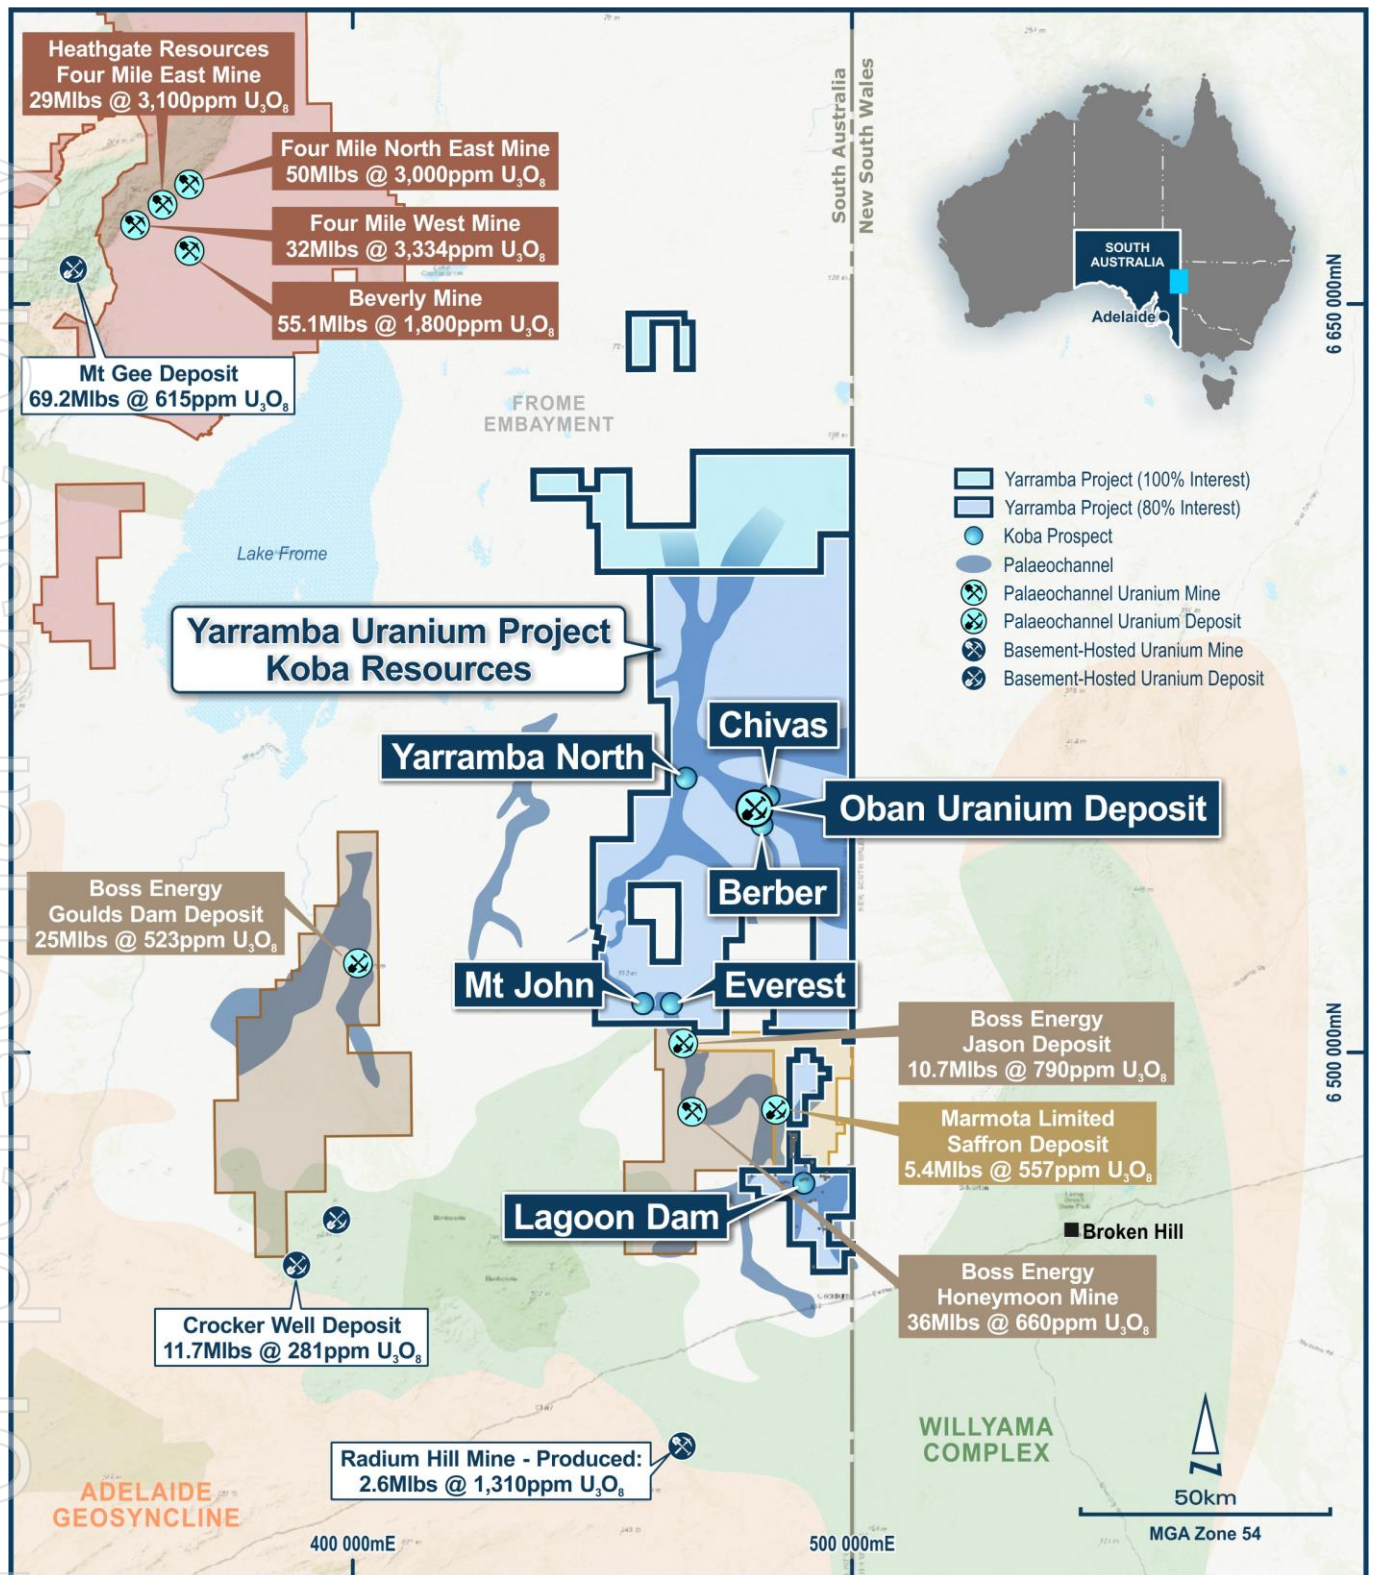 Heathgate Resources
Four Mile East Mine
29Mlbs @ 3,100ppm U₃O₈
Four Mile North East Mine
50Mlbs @ 3,000ppm U₃O₈
Four Mile West Mine
32Mlbs @ 3,334ppm U₃O₈
Beverly Mine
55.1Mlbs @ 1,800ppm U₃O₈
Mt Gee Deposit
69.2Mlbs @ 615ppm U₃O₈
South Australia
New South Wales
SOUTH
AUSTRALIA
Adelaide
6 650 000mN
FROME
EMBAYMENT
Lake Frome
Yarramba Project (100% Interest)
Yarramba Project (80% Interest)
Koba Prospect
Palaeochannel
Palaeochannel Uranium Mine
Palaeochannel Uranium Deposit
Basement-Hosted Uranium Mine
Basement-Hosted Uranium Deposit
Yarramba Uranium Project
Koba Resources
Chivas
Yarramba North
Oban Uranium Deposit
Berber
Boss Energy
Goulds Dam Deposit
25Mlbs @ 523ppm U₃O₈
Mt John
Everest
Boss Energy
Jason Deposit
10.7Mlbs @ 790ppm U₃O₈
6 500 000mN
Marmota Limited
Saffron Deposit
5.4Mlbs @ 557ppm U₃O₈
Lagoon Dam
Broken Hill
Boss Energy
Honeymoon Mine
36Mlbs @ 660ppm U₃O₈
Crocker Well Deposit
11.7Mlbs @ 281ppm U₃O₈
Radium Hill Mine - Produced:
2.6Mlbs @ 1,310ppm U₃O₈
WILLYAMA
COMPLEX
ADELAIDE
GEOSYNCLINE
N
50km
MGA Zone 54
400 000mE
500 000mE